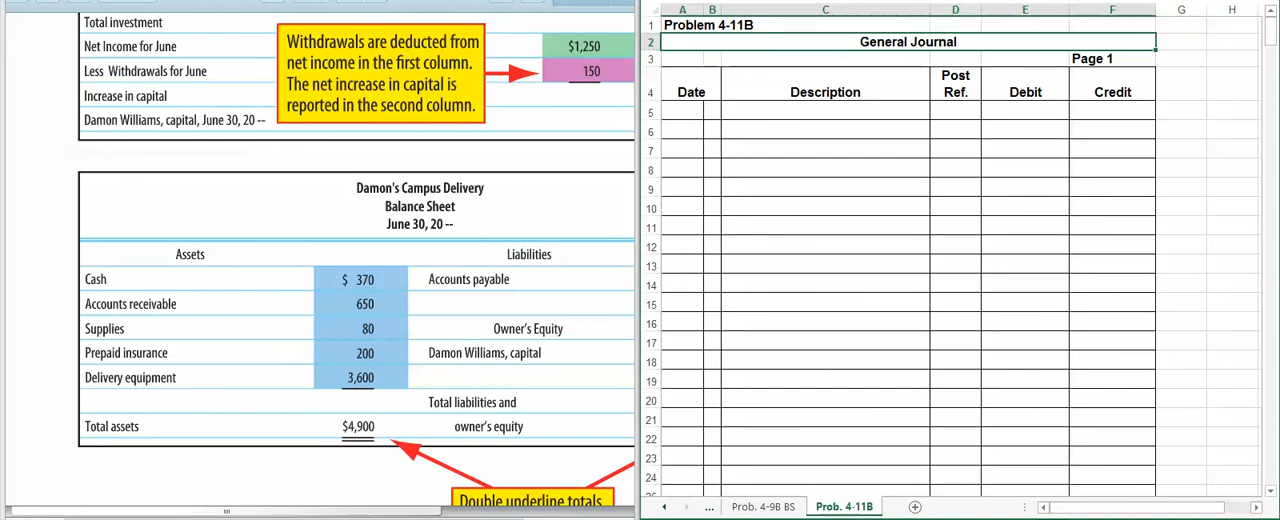 Total investment
Net Income for June $1,250
Less Withdrawals for June 150
Increase in capital
Damon Williams, capital, June 30, 20 --
Withdrawals are deducted from
net income in the first column.
The net increase in capital is
reported in the second column.
Damon's Campus Delivery
Balance Sheet
June 30, 20 --
Assets Liabilities
Cash $ 370 Accounts payable
Accounts receivable 650
Supplies 80 Owner's Equity
Prepaid insurance 200 Damon Williams, capital
Delivery equipment 3,600
Total liabilities and
Total assets $4,900 owner's equity
Double underline totals
A B C D E F G H
1 Problem 4-11B
2 General Journal
3 Page 1
Post
4 Date Description Ref. Debit Credit
5
6
7
8
9
10
11
12
13
14
15
16
17
18
19
20
21
22
23
24
... Prob. 4-9B BS Prob. 4-11B